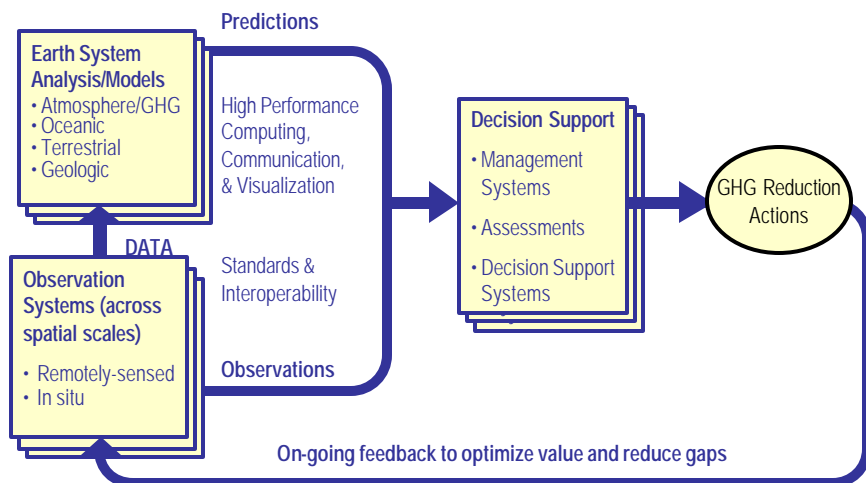 Predictions
Earth System
Analysis/Models
• Atmosphere/GHG
• Oceanic
• Terrestrial
• Geologic
High Performance
Computing,
Communication,
& Visualization
DATA
Standards &
Interoperability
Observation
Systems (across
spatial scales)
• Remotely-sensed
• In situ
Observations
Decision Support
• Management
Systems
• Assessments
• Decision Support
Systems
GHG Reduction
Actions
On-going feedback to optimize value and reduce gaps